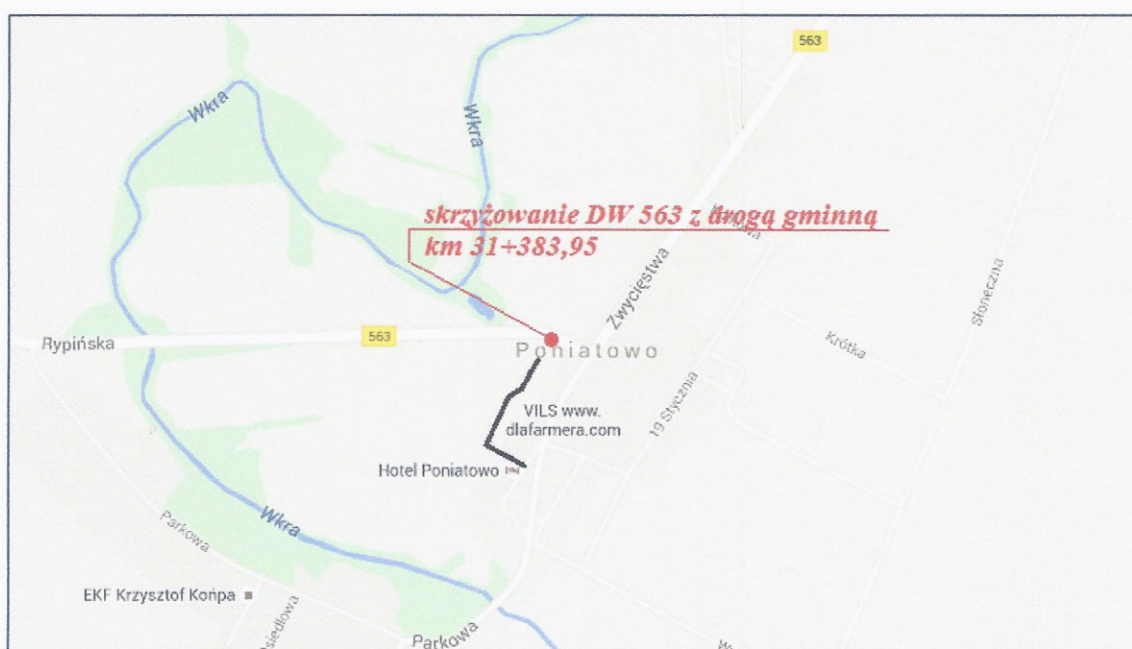 563
Wkra
Wkra
skrzyżowanie DW 563 z drogą gminną
km 31+383,95
Zwycięstwa
Słoneczna
Rypińska
563
Poniatowo
Krótka
19 Stycznia
VILS www.
dlafarmera.com
Hotel Poniatowo
Wkra
Parkowa
EKF Krzysztof Końpa
Parkowa